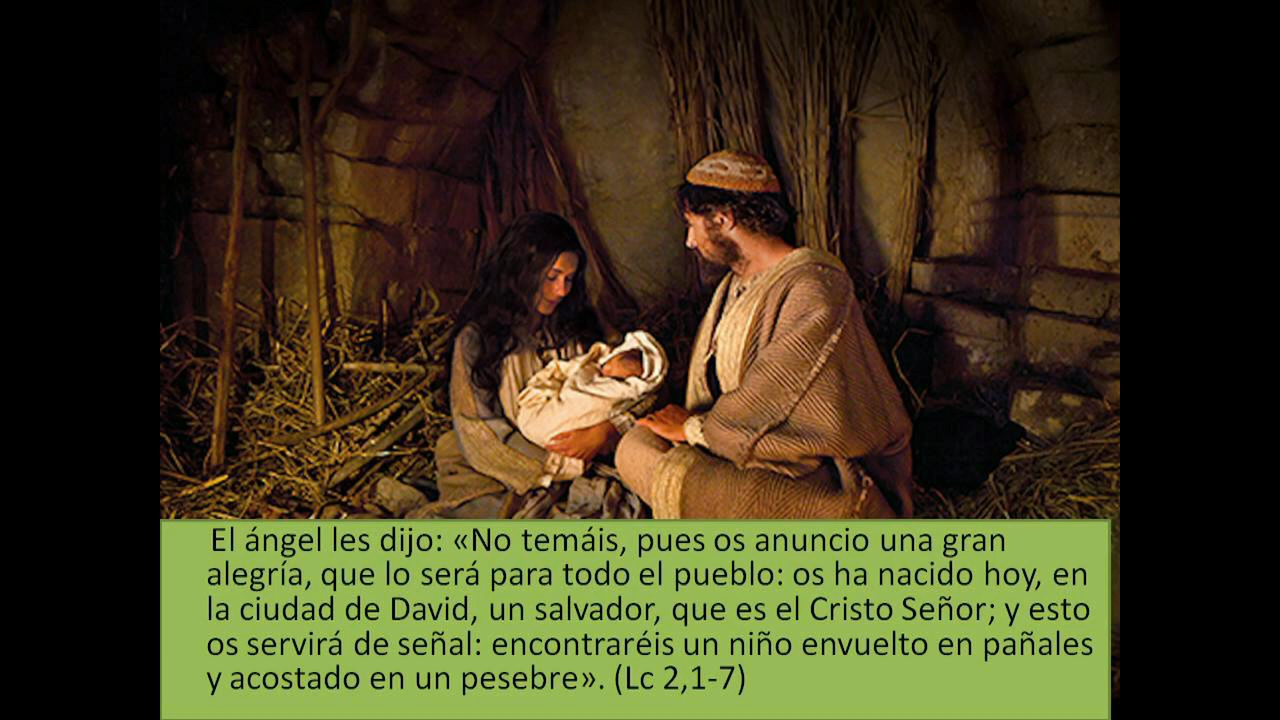 El ángel les dijo: «No temáis, pues os anuncio una gran
alegría, que lo será para todo el pueblo: os ha nacido hoy, en
la ciudad de David, un salvador, que es el Cristo Señor; y esto
os servirá de señal: encontraréis un niño envuelto en pañales
y acostado en un pesebre». (Lc 2,1-7)